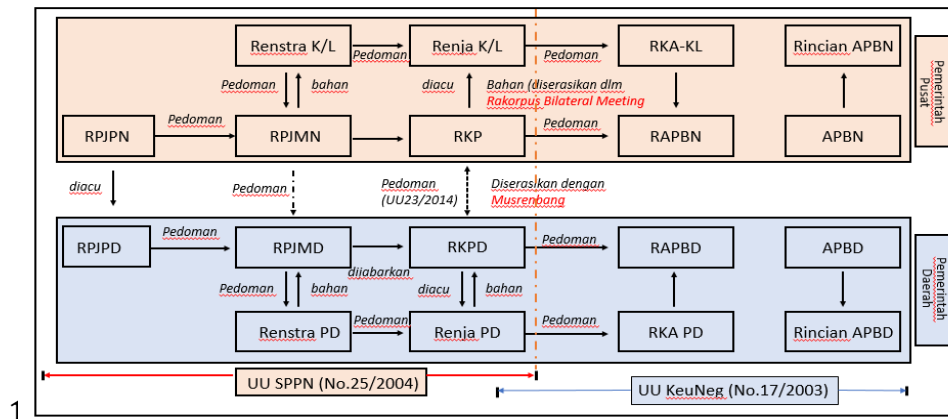 Renstra K/L
Pedoman
Renja K/L
Pedoman
RKA-KL
Rincian APBN
Pemerintah
Pusat
Pedoman
bahan
diacu
Bahan (diserasikan dlm
Rakorpus Bilateral Meeting
RPJPN
Pedoman
RPJMN
RKP
Pedoman
RAPBN
APBN
diacu
Pedoman
Pedoman
(UU23/2014)
Diserasikan dengan
Musrenbang
RPJPD
Pedoman
RPJMD
RKPD
Pedoman
RAPBD
APBD
Pemerintah
Daerah
dijabarkan
Pedoman
bahan
diacu
bahan
Renstra PD
Pedoman
Renja PD
Pedoman
RKA PD
Rincian APBD
UU SPPN (No.25/2004)
UU KeuNeg (No.17/2003)
1